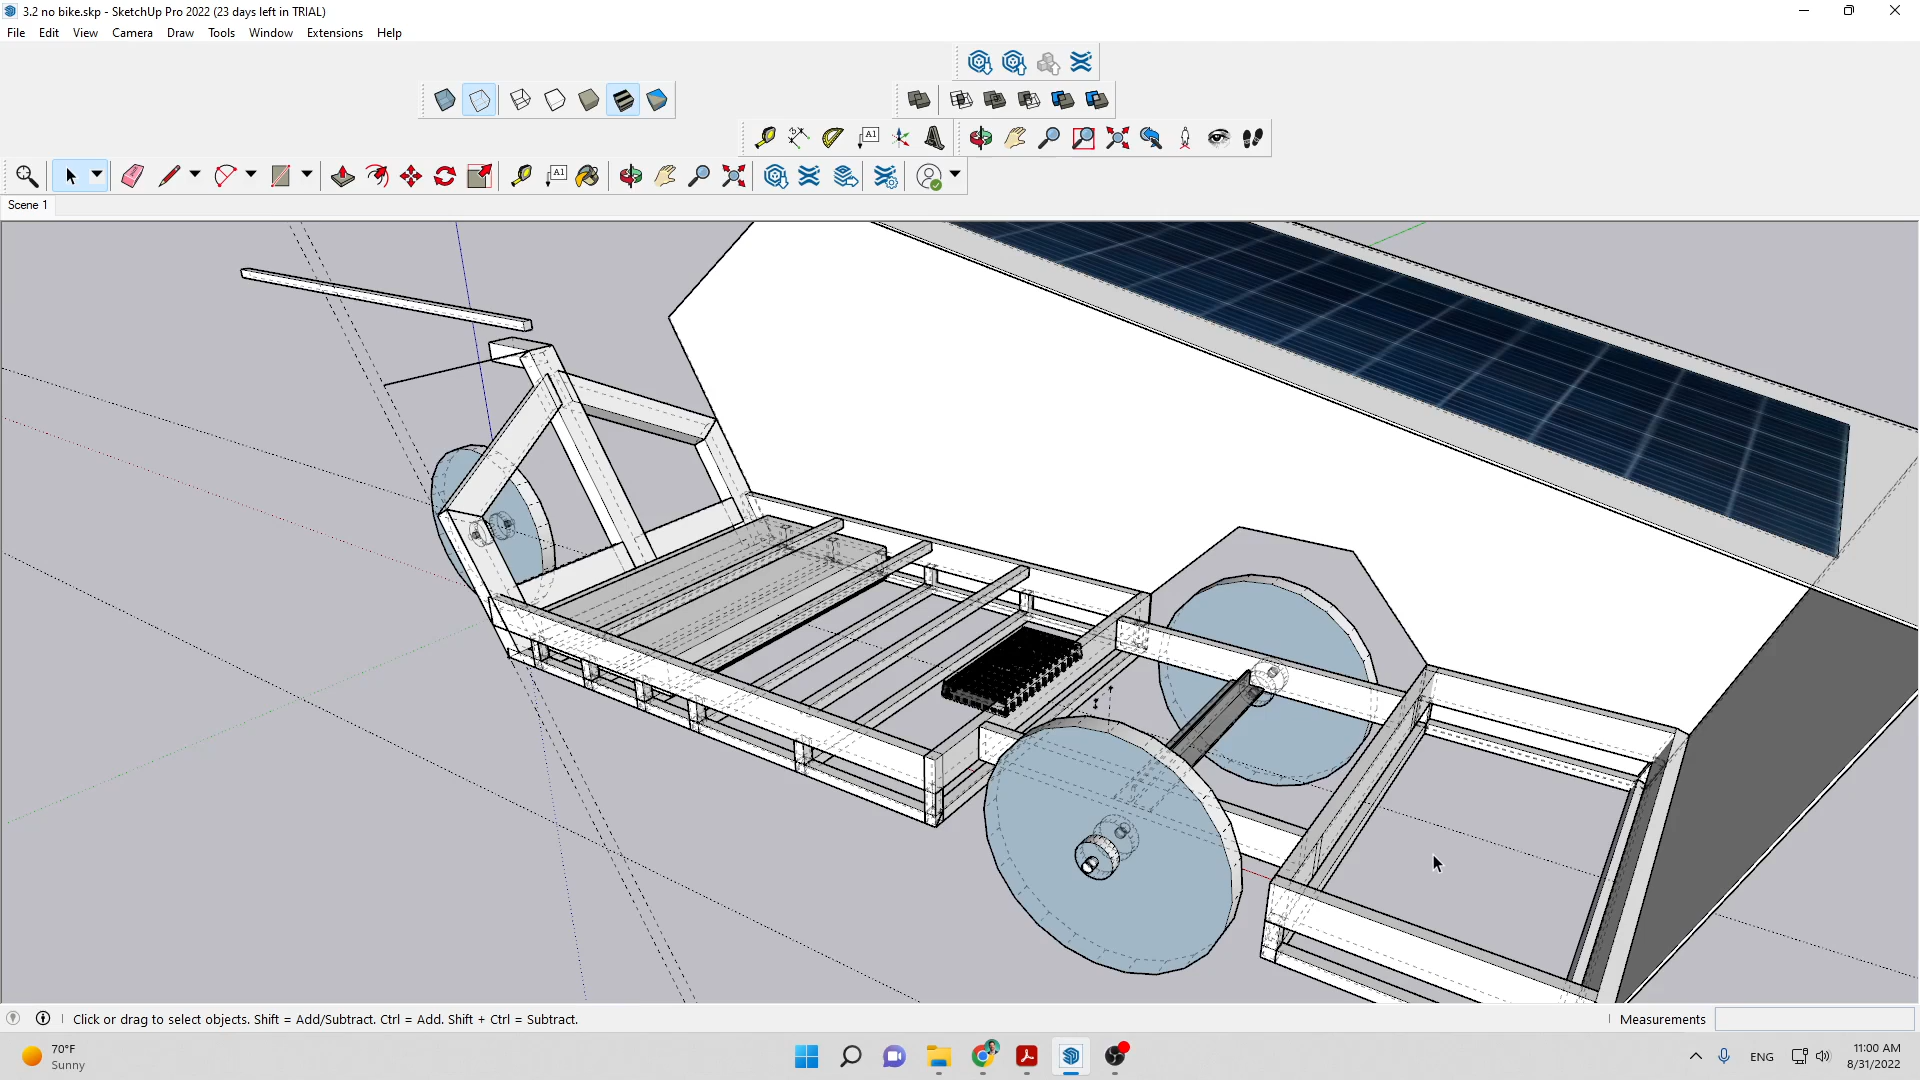 3.2 no bike.skp - SketchUp Pro 2022 (23 days left in TRIAL)
File Edit View Camera Draw Tools Window Extensions Help
A1
A1
Scene 1
Click or drag to select objects. Shift = Add/Subtract. Ctrl = Add. Shift + Ctrl = Subtract.
Measurements
70°F
Sunny
ENG
11:00 AM
8/31/2022